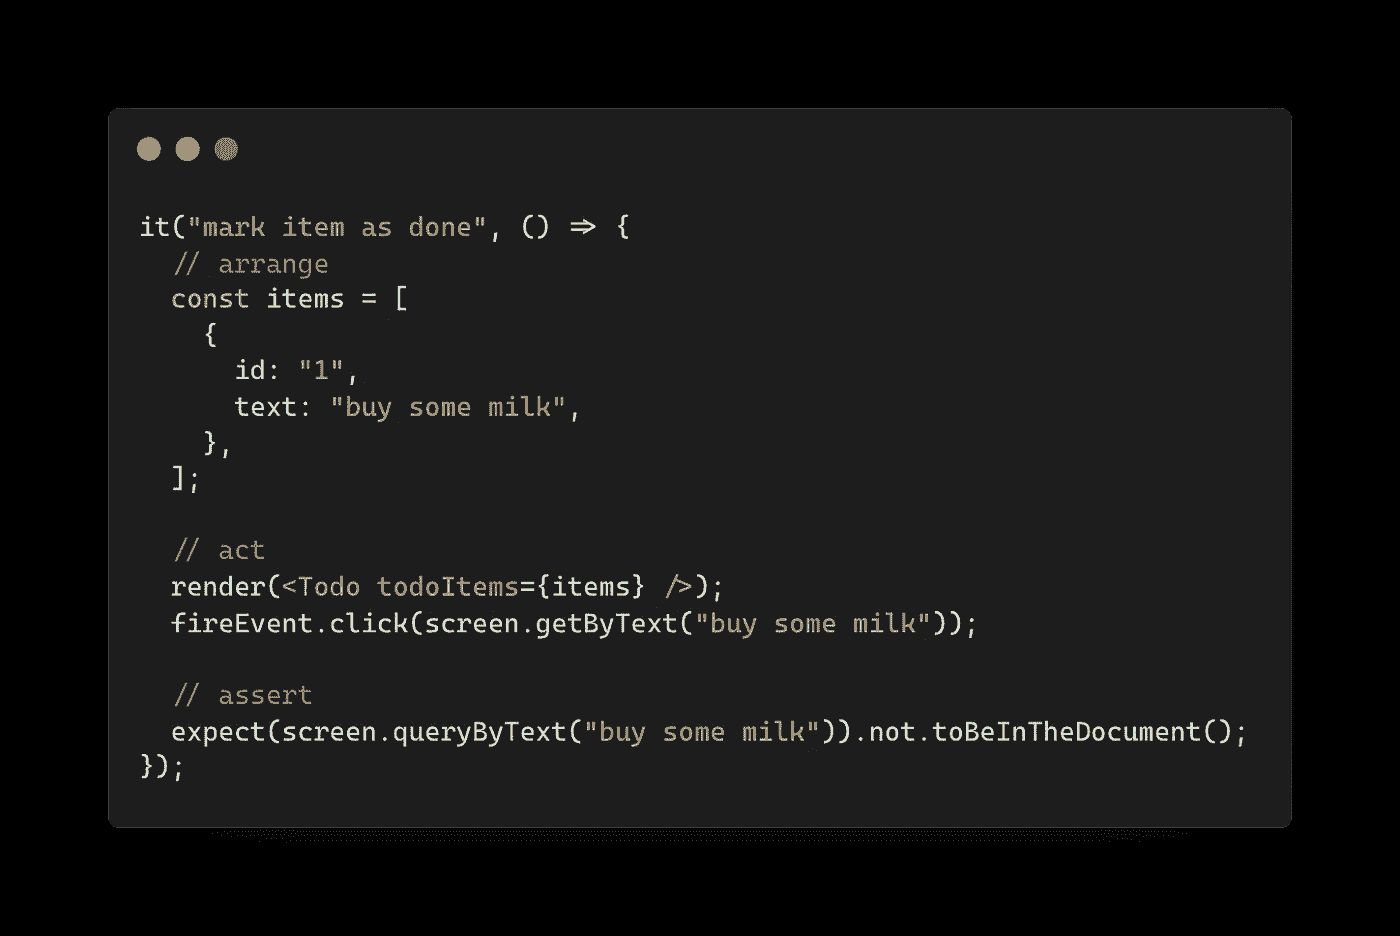 it("mark item as done", () => {
  // arrange
  const items = [
    {
      id: "1",
      text: "buy some milk",
    },
  ];

  // act
  render(<Todo todoItems={items} />);
  fireEvent.click(screen.getByText("buy some milk"));

  // assert
  expect(screen.queryByText("buy some milk")).not.toBeInTheDocument();
});